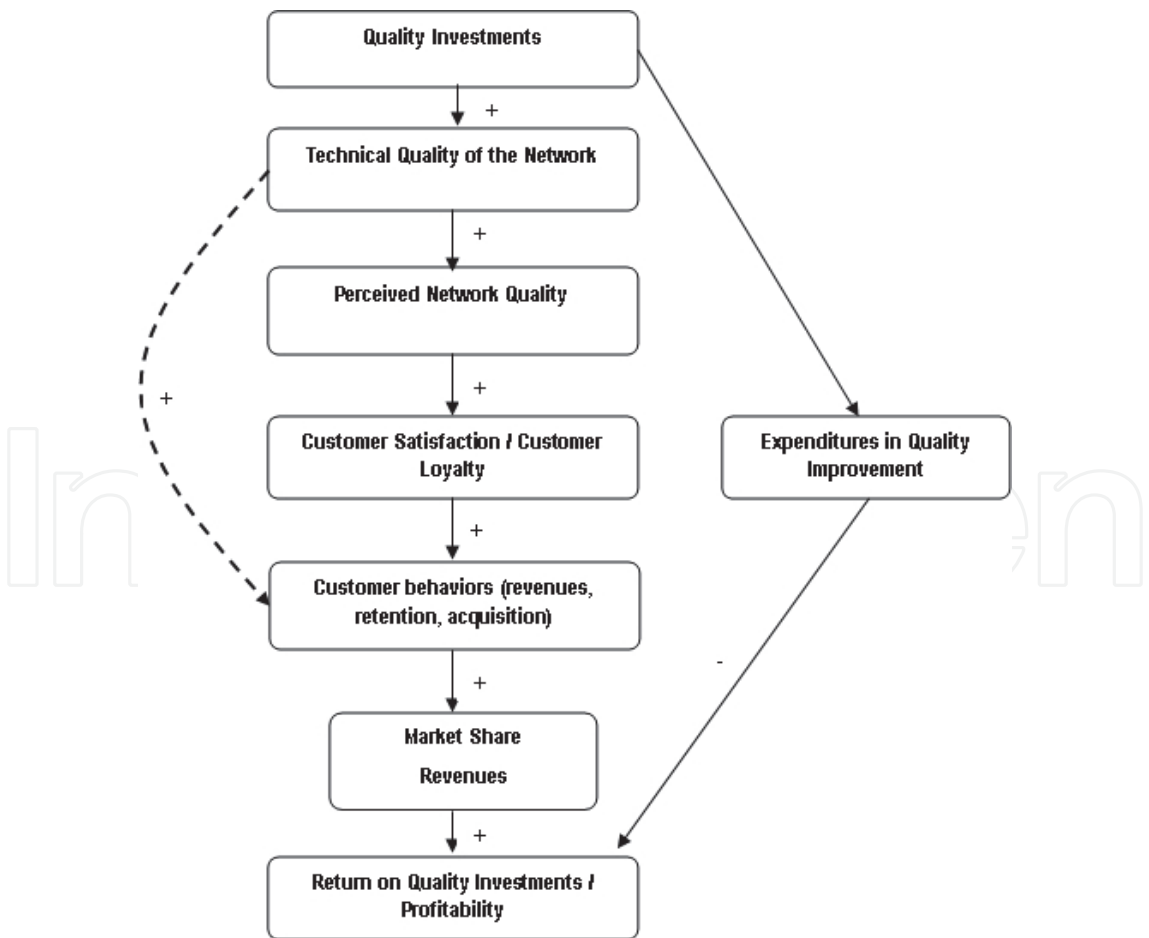 Quality Investments
+
Technical Quality of the Network
+
Perceived Network Quality
+
+
Customer Satisfaction / Customer
Loyalty
Expenditures in Quality
Improvement
+
Customer behaviors (revenues,
retention, acquisition)
-
+
Market Share
Revenues
+
Return on Quality Investments /
Profitability